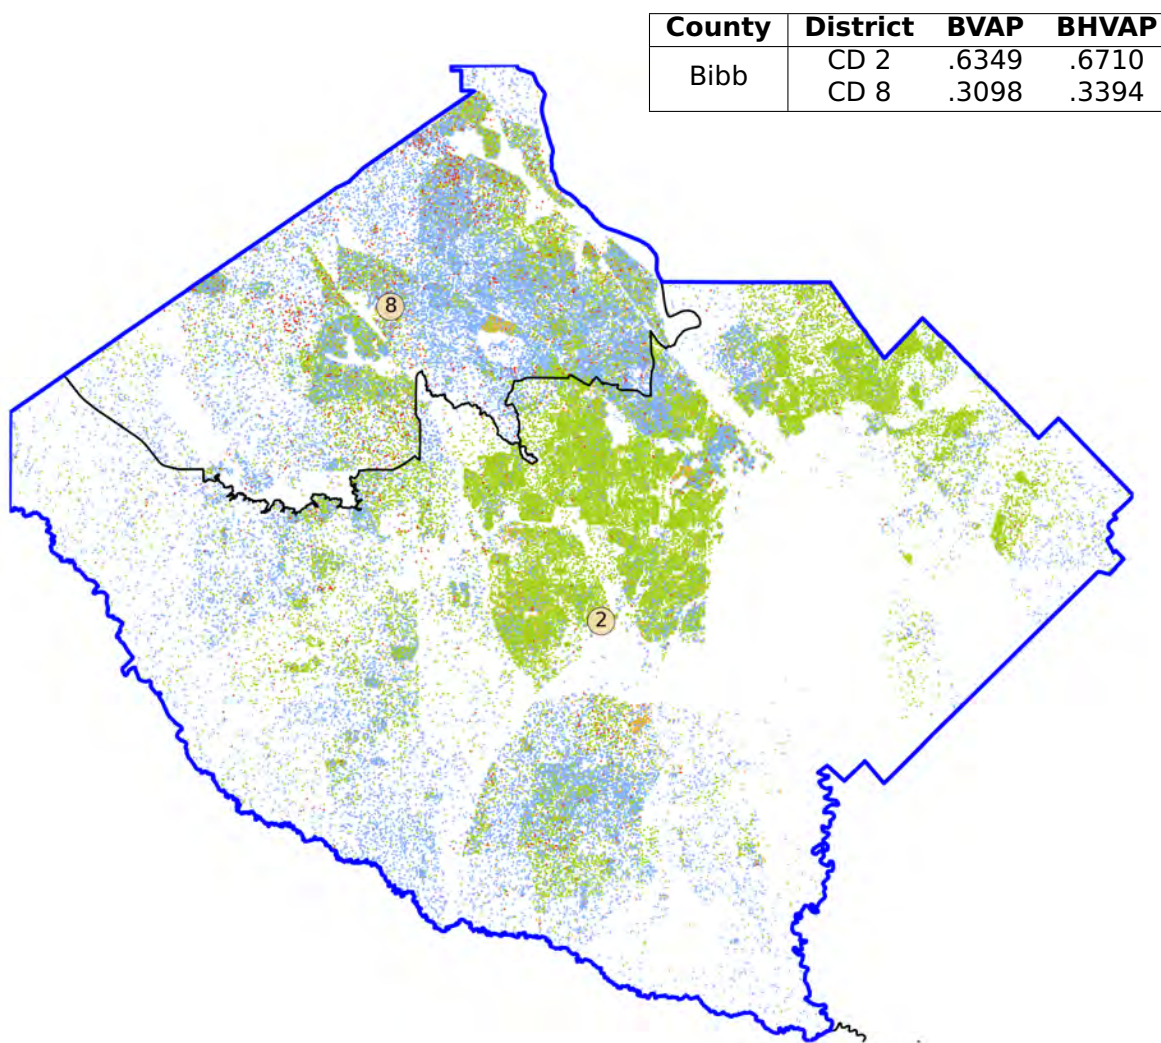 County District BVAP BHVAP
Bibb CD 2 .6349 .6710
CD 8 .3098 .3394
8
2